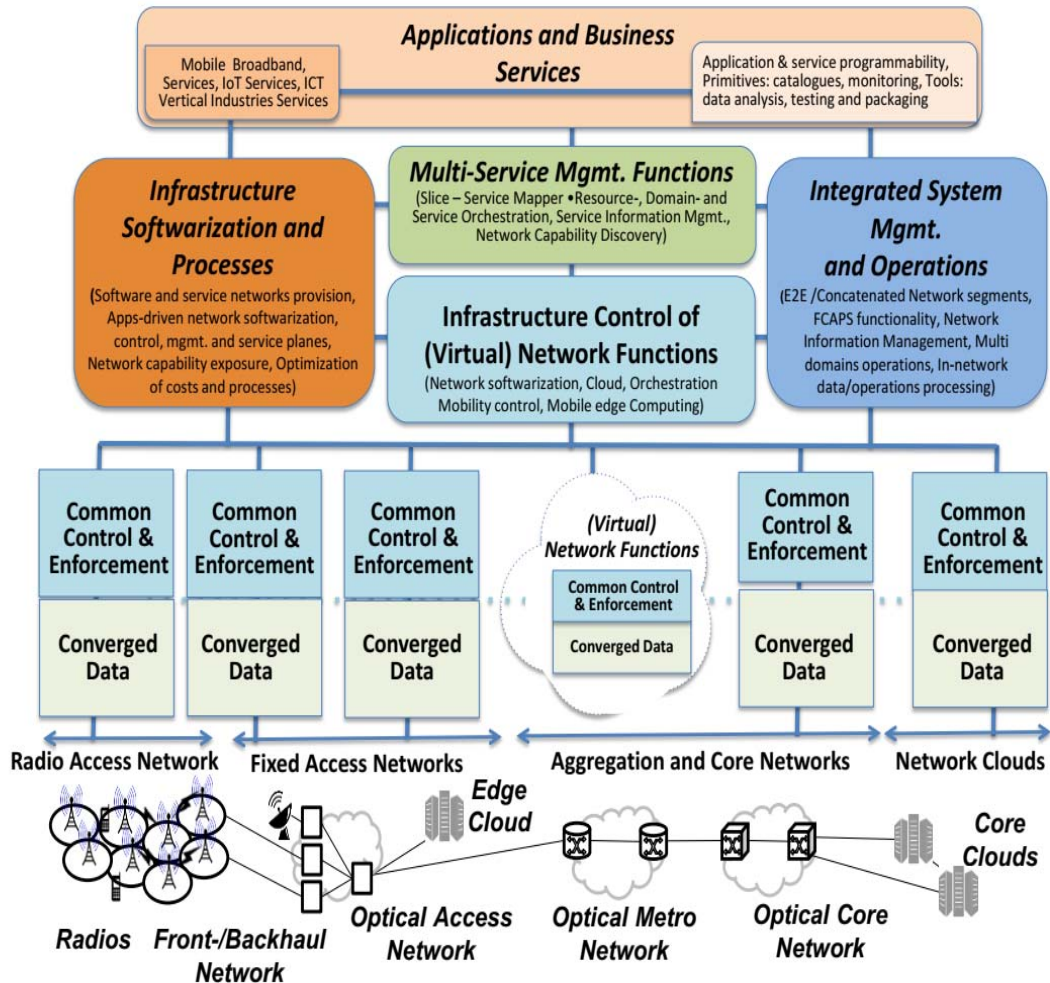 Applications and Business
Services
Mobile Broadband,
Services, IoT Services, ICT
Vertical Industries Services
Application & service programmability,
Primitives: catalogues, monitoring, Tools:
data analysis, testing and packaging
Infrastructure
Softwarization and
Processes
(Software and service networks provision,
Apps-driven network softwarization,
control, mgmt. and service planes,
Network capability exposure, Optimization
of costs and processes)
Multi-Service Mgmt. Functions
(Slice – Service Mapper •Resource-, Domain- and
Service Orchestration, Service Information Mgmt.,
Network Capability Discovery)
Infrastructure Control of
(Virtual) Network Functions
(Network softwarization, Cloud, Orchestration
Mobility control, Mobile edge Computing)
Integrated System
Mgmt.
and Operations
(E2E /Concatenated Network segments,
FCAPS functionality, Network
Information Management, Multi
domains operations, In-network
data/operations processing)
Common
Control &
Enforcement
Converged
Data
Common
Control &
Enforcement
Converged
Data
Common
Control &
Enforcement
Converged
Data
(Virtual)
Network Functions
Common Control
& Enforcement
Converged Data
Common
Control &
Enforcement
Converged
Data
Common
Control &
Enforcement
Converged
Data
Radio Access Network
Fixed Access Networks
Aggregation and Core Networks
Network Clouds
Edge
Cloud
Core
Clouds
Radios
Front-/Backhaul
Network
Optical Access
Network
Optical Metro
Network
Optical Core
Network